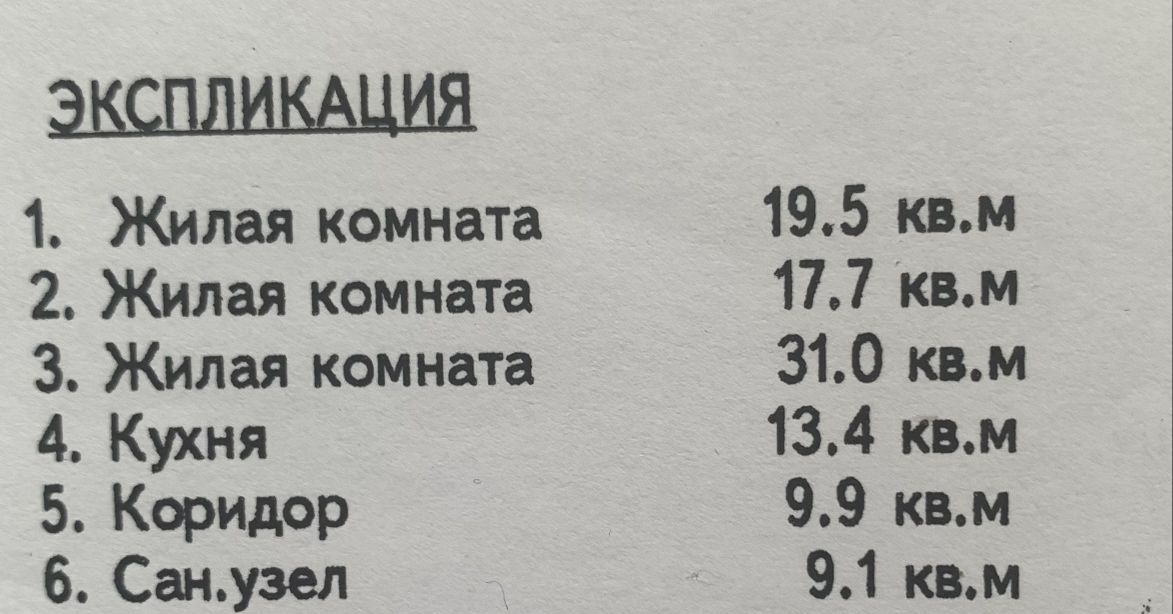 ЭКСПЛИКАЦИЯ
1. Жилая комната 19.5 кв.м
2. Жилая комната 17.7 кв.м
3. Жилая комната 31.0 кв.м
4. Кухня 13.4 кв.м
5. Коридор 9.9 кв.м
6. Сан.узел 9.1 кв.м